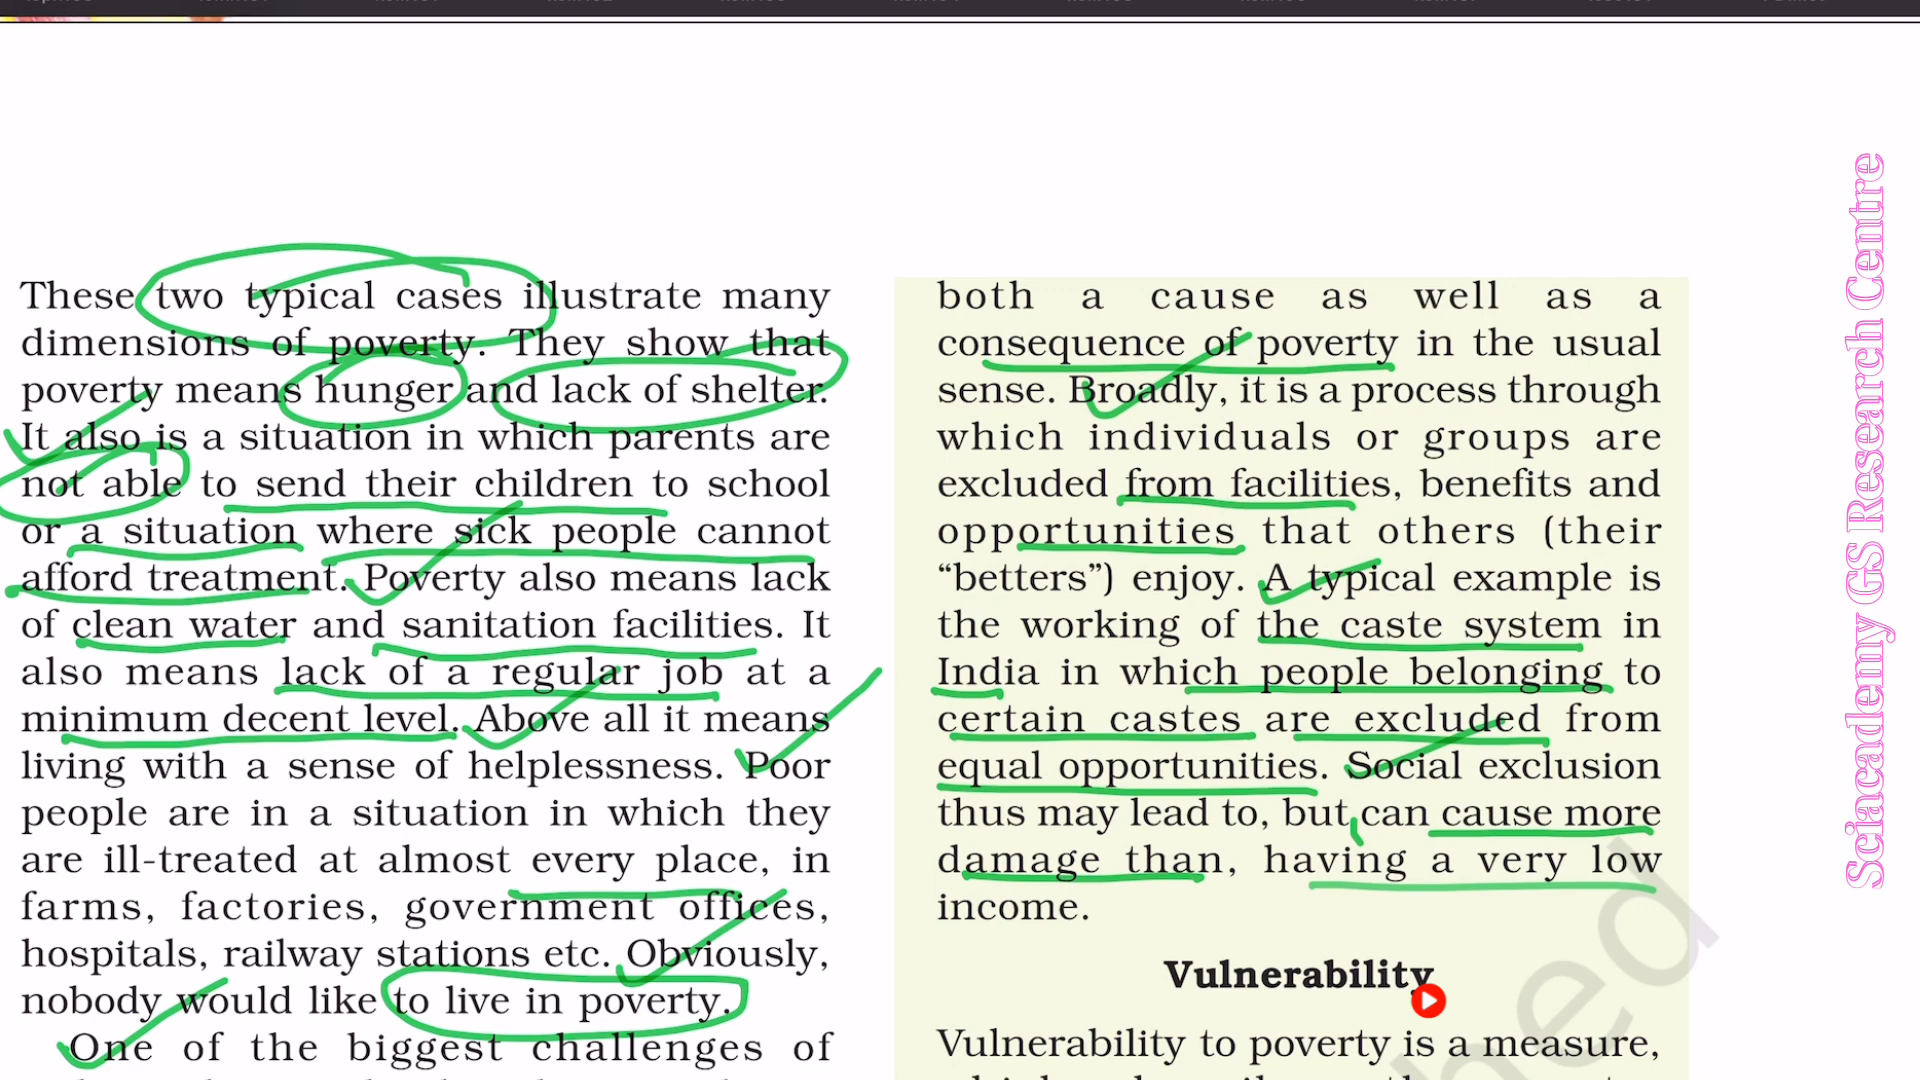 These two typical cases illustrate many
dimensions of poverty. They show that
poverty means hunger and lack of shelter.
It also is a situation in which parents are
not able to send their children to school
or a situation where sick people cannot
afford treatment. Poverty also means lack
of clean water and sanitation facilities. It
also means lack of a regular job at a
minimum decent level. Above all it means
living with a sense of helplessness. Poor
people are in a situation in which they
are ill-treated at almost every place, in
farms, factories, government offices,
hospitals, railway stations etc. Obviously,
nobody would like to live in poverty.
One of the biggest challenges of
both a cause as well as a
consequence of poverty in the usual
sense. Broadly, it is a process through
which individuals or groups are
excluded from facilities, benefits and
opportunities that others (their
“betters”) enjoy. A typical example is
the working of the caste system in
India in which people belonging to
certain castes are excluded from
equal opportunities. Social exclusion
thus may lead to, but can cause more
damage than, having a very low
income.
Vulnerability
Vulnerability to poverty is a measure,
Sciacademy GS Research Centre